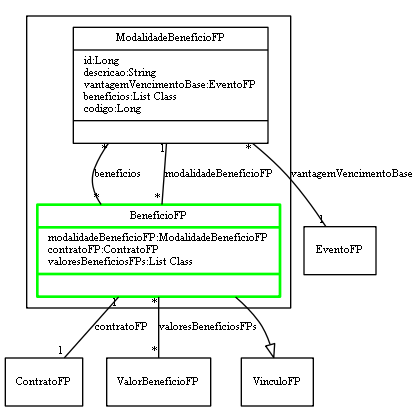 ModalidadeBeneficioFP
id:Long
descricao:String
vantagemVencimentoBase:EventoFP
beneficios:List Class
codigo:Long
* 1 *
beneficios modalidadeBeneficioFP vantagemVencimentoBase
* * 1
BeneficioFP
modalidadeBeneficioFP:ModalidadeBeneficioFP
contratoFP:ContratoFP
valoresBeneficiosFPs:List Class
EventoFP
1 *
contratoFP valoresBeneficiosFPs
1 *
ContratoFP ValorBeneficioFP VinculoFP